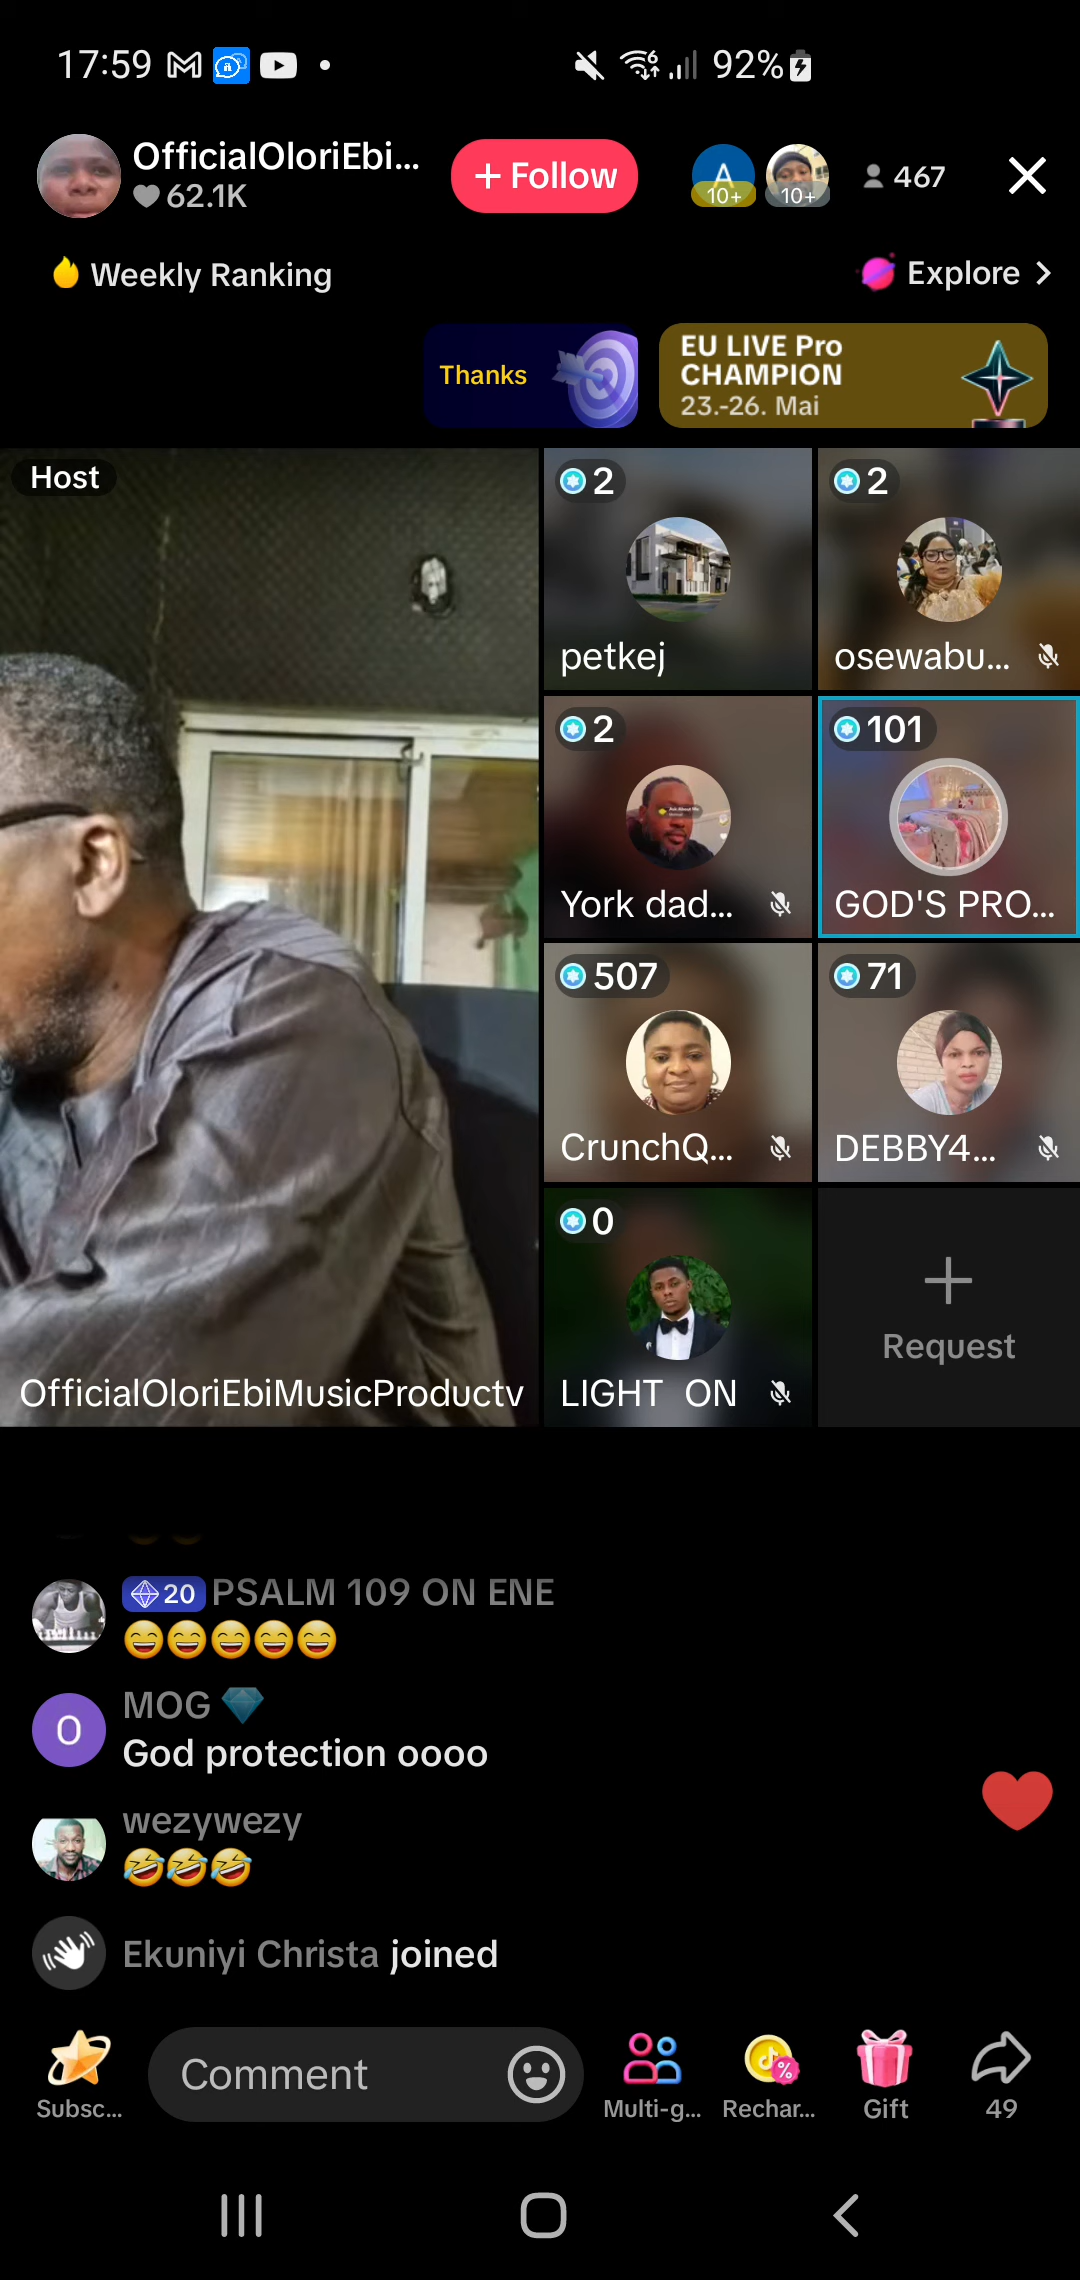 17:59
92%
OfficialOloriEbi...
62.1K
+ Follow
A
10+
10+
467
Weekly Ranking
Explore
Thanks
EU LIVE Pro
CHAMPION
23.-26. Mai
Host
OfficialOloriEbiMusicProductv
2
petkej
2
osewabu...
2
York dad...
101
GOD'S PRO...
507
CrunchQ...
71
DEBBY4...
0
LIGHT ON
Request
20 PSALM 109 ON ENE
😄😄😄😄😄
MOG 💎
O
God protection oooo
wezywezy
🤣🤣🤣
Ekuniyi Christa joined
Subsc...
Comment
Multi-g...
%
Rechar...
Gift
49